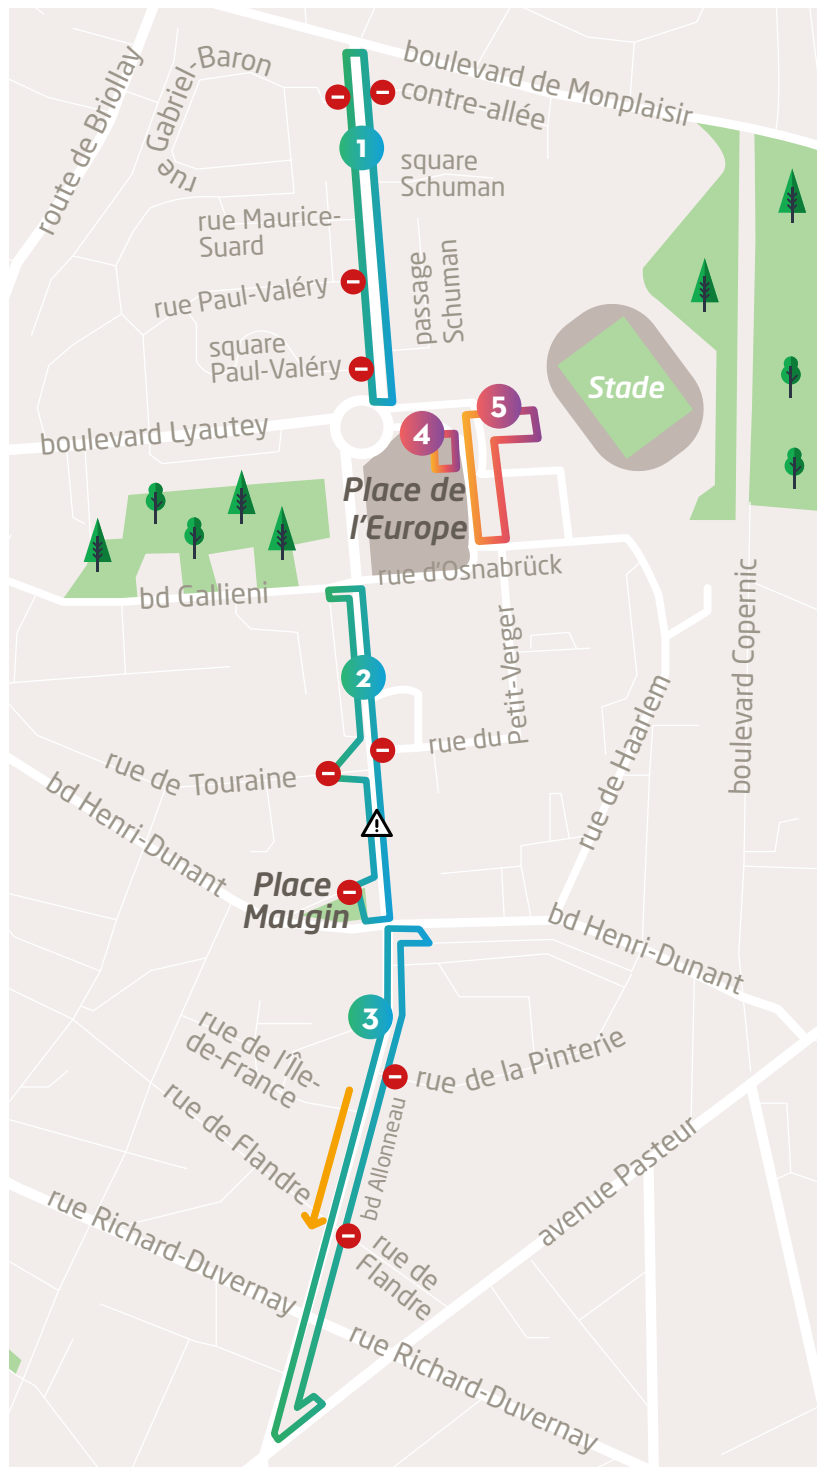 boulevard de Monplaisir
contre-allée
route de Briollay
rue Gabriel-Baron
1
square
Schuman
rue Maurice-
Suard
passage
Schuman
rue Paul-Valéry
square
Paul-Valéry
Stade
boulevard Lyautey
4
5
Place de
l'Europe
rue d'Osnabrück
bd Gallieni
boulevard Copernic
2
rue du Petit-Verger
rue de Haarlem
rue de Touraine
bd Henri-Dunant
Place
Maugin
bd Henri-Dunant
3
rue de l'Île-
de-France
rue de la Pinterie
rue de Flandre
bd Allonneau
avenue Pasteur
rue Richard-Duvernay
rue de
Flandre
rue Richard-Duvernay